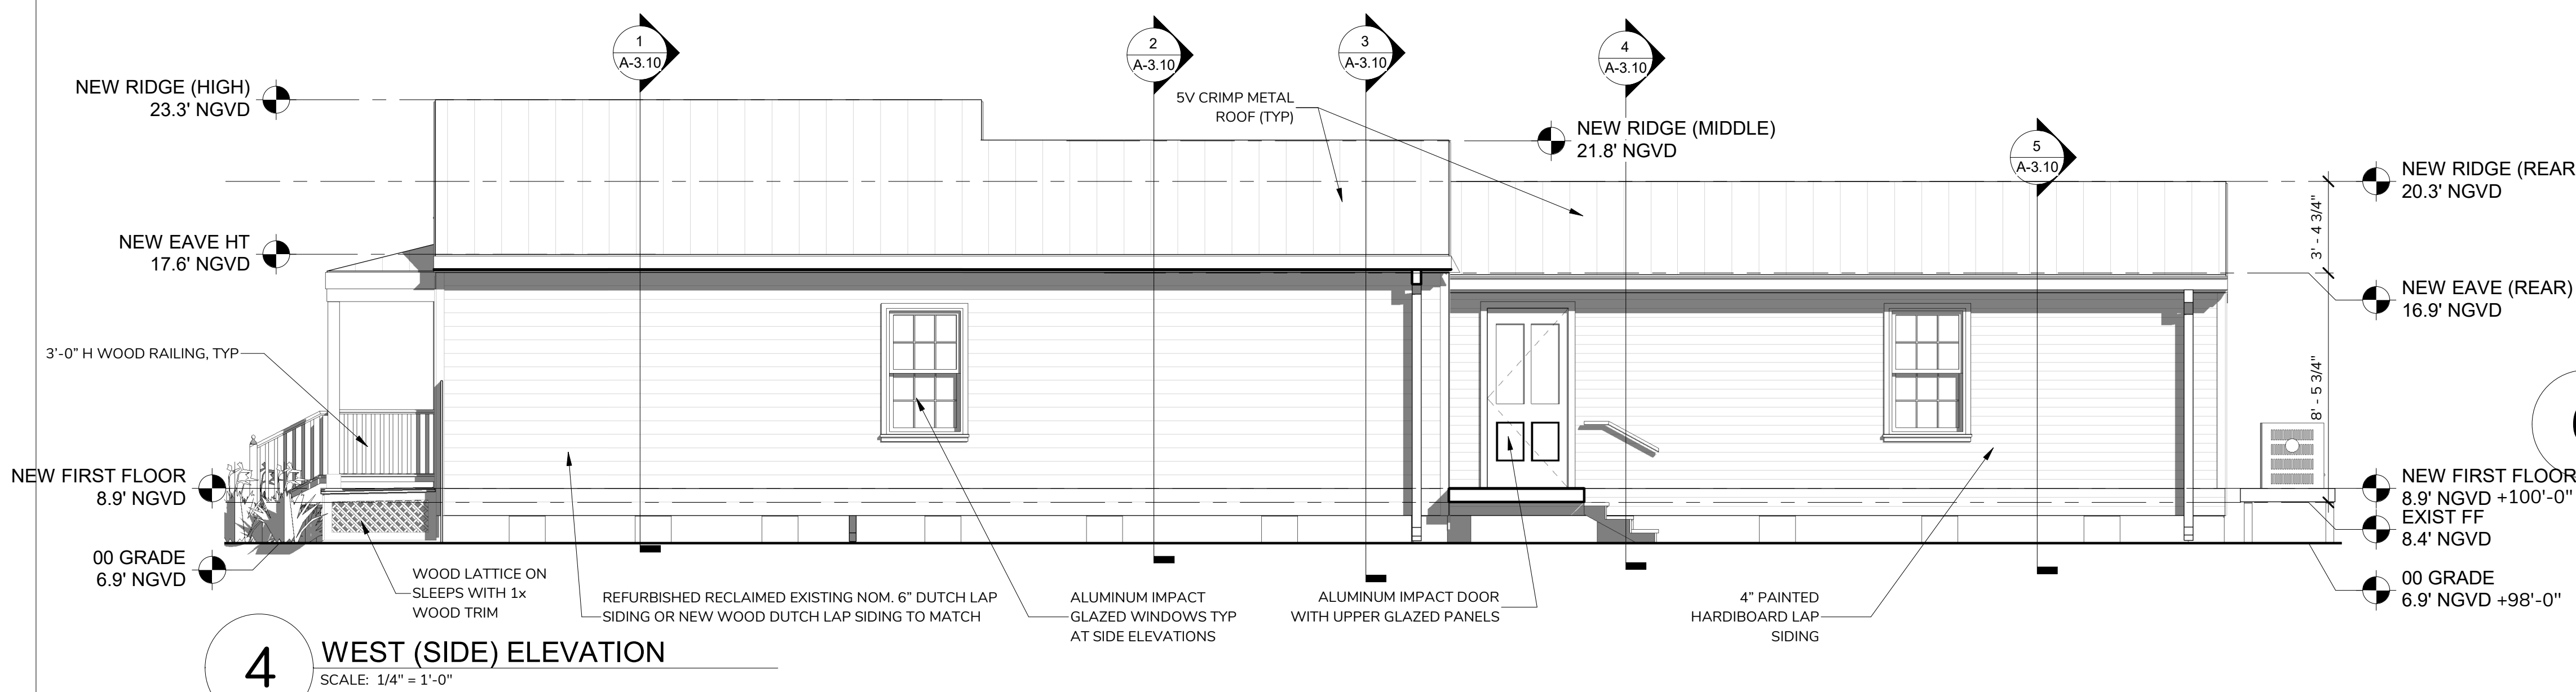 1
A-3.10
2
A-3.10
3
A-3.10
4
A-3.10
5
A-3.10
NEW RIDGE (HIGH)
23.3' NGVD
5V CRIMP METAL
ROOF (TYP)
NEW RIDGE (MIDDLE)
21.8' NGVD
NEW RIDGE (REAR
20.3' NGVD
3' - 4 3/4"
NEW EAVE HT
17.6' NGVD
NEW EAVE (REAR)
16.9' NGVD
3'-0" H WOOD RAILING, TYP
8' - 5 3/4"
NEW FIRST FLOOR
8.9' NGVD
NEW FIRST FLOOR
8.9' NGVD +100'-0"
EXIST FF
8.4' NGVD
00 GRADE
6.9' NGVD
00 GRADE
6.9' NGVD +98'-0"
WOOD LATTICE ON
SLEEPS WITH 1x
WOOD TRIM
REFURBISHED RECLAIMED EXISTING NOM. 6" DUTCH LAP
SIDING OR NEW WOOD DUTCH LAP SIDING TO MATCH
ALUMINUM IMPACT
GLAZED WINDOWS TYP
AT SIDE ELEVATIONS
ALUMINUM IMPACT DOOR
WITH UPPER GLAZED PANELS
4" PAINTED
HARDIBOARD LAP
SIDING
4
WEST (SIDE) ELEVATION
SCALE: 1/4" = 1'-0"